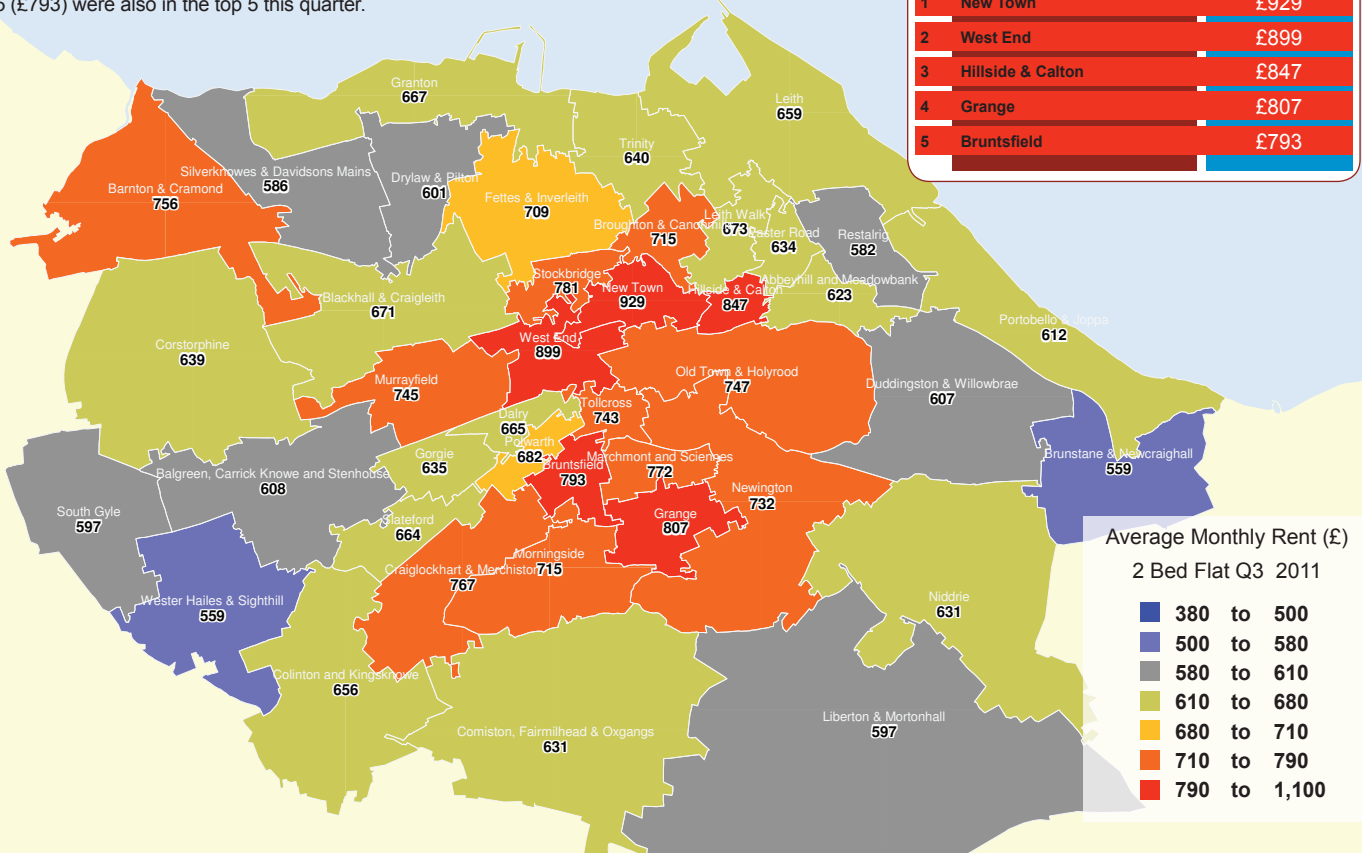 (£793) were also in the top 5 this quarter.
1 New Town £929
2 West End £899
3 Hillside & Calton £847
4 Grange £807
5 Bruntsfield £793
Granton
667
Leith
659
Trinity
640
Silverknowes & Davidsons Mains
586
Drylaw & Pilton
601
Barnton & Cramond
756
Fettes & Inverleith
709
Broughton & Canonmills
715
Leith Walk
673
Easter Road
634
Restalrig
582
Stockbridge
781
New Town
929
Hillside & Calton
847
Abbeyhill and Meadowbank
623
Blackhall & Craigleith
671
Portobello & Joppa
612
Corstorphine
639
West End
899
Murrayfield
745
Old Town & Holyrood
747
Duddingston & Willowbrae
607
Tollcross
743
Dalry
665
Polwarth
682
Gorgie
635
Bruntsfield
793
Marchmont and Sciennes
772
Brunstane & Newcraighall
559
Balgreen, Carrick Knowe and Stenhouse
608
Newington
732
South Gyle
597
Slateford
664
Grange
807
Morningside
715
Craiglockhart & Merchiston
767
Wester Hailes & Sighthill
559
Niddrie
631
Colinton and Kingsknowe
656
Comiston, Fairmilhead & Oxgangs
631
Liberton & Mortonhall
597
Average Monthly Rent (£)
2 Bed Flat Q3 2011
380 to 500
500 to 580
580 to 610
610 to 680
680 to 710
710 to 790
790 to 1,100